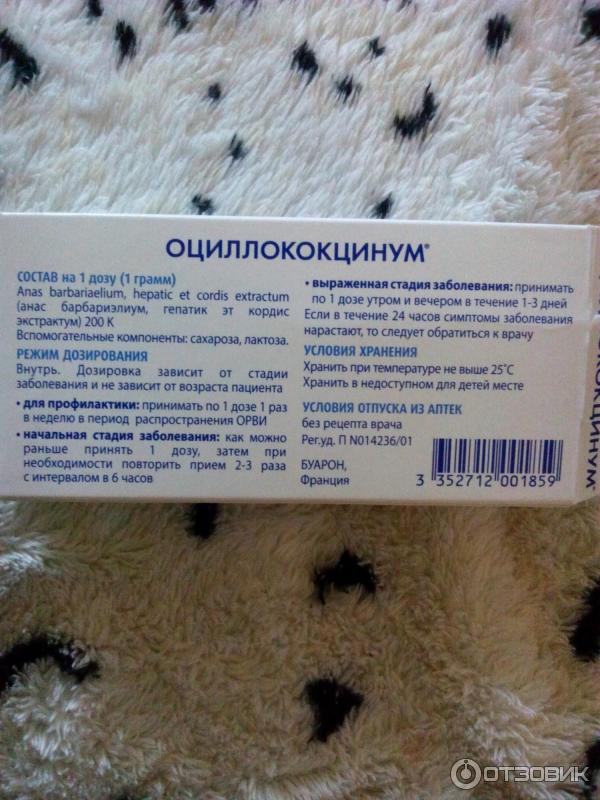 ОЦИЛЛОКОКЦИНУМ®
СОСТАВ на 1 дозу (1 грамм)
Anas barbariaelium, hepatic et cordis extractum
(анас барбариэлиум, гепатик эт кордис
экстрактум) 200 К
Вспомогательные компоненты: сахароза, лактоза.
РЕЖИМ ДОЗИРОВАНИЯ
Внутрь. Дозировка зависит от стадии
заболевания и не зависит от возраста пациента
• для профилактики: принимать по 1 дозе 1 раз
в неделю в период распространения ОРВИ
• начальная стадия заболевания: как можно
раньше принять 1 дозу, затем при
необходимости повторить прием 2-3 раза
с интервалом в 6 часов
• выраженная стадия заболевания: принимать
по 1 дозе утром и вечером в течение 1-3 дней
Если в течение 24 часов симптомы заболевания
нарастают, то следует обратиться к врачу
УСЛОВИЯ ХРАНЕНИЯ
Хранить при температуре не выше 25°С
Хранить в недоступном для детей месте
УСЛОВИЯ ОТПУСКА ИЗ АПТЕК
без рецепта врача
Рег.уд. П N014236/01
БУАРОН,
Франция
3 352712 001859
ОКОКЦИНУМ®
ОТЗОВИК